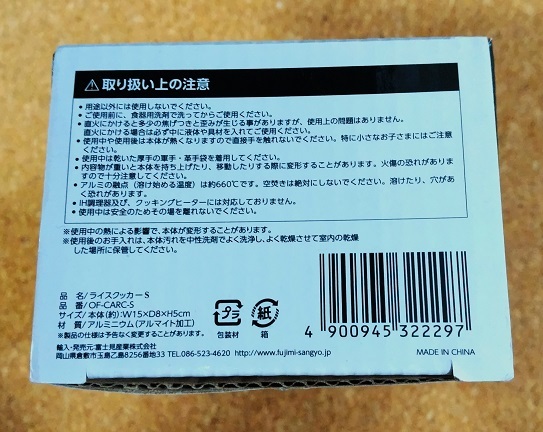 ⚠取り扱い上の注意
●用途以外には使用しないでください。
●ご使用前に、食器用洗剤で洗ってからご使用ください。
●直火にかけると多少の焦げつきと歪みが生じる事がありますが、使用上の問題はありません。
直火にかける場合は必ず中に液体や具材を入れてご使用ください。
●使用中や使用後は本体が熱くなりますので直接手を触れないでください。特に小さなお子さまにはご注意
ください。
●使用中は乾いた厚手の軍手・革手袋を着用してください。
●内容物が重いと本体を持ち上げたり、移動したりする際に変形することがあります。火傷の恐れがありま
すので十分注意してください。
●アルミの融点（溶け始める温度）は約660℃です。空焚きは絶対にしないでください。溶けたり、穴があ
く恐れがあります。
●IH調理器及び、クッキングヒーターには対応しておりません。
●使用中は安全のためその場を離れないでください。
※使用中の熱による影響で、本体が変形することがあります。
※使用後のお手入れは、本体汚れを中性洗剤でよく洗浄し、よく乾燥させて室内の乾燥
した場所に保管してください。
品 名/ライスクッカーS
品 番/OF-CARC-S
サイズ/本体(約):W15×D8×H5cm
材 質/アルミニウム(アルマイト加工)
※製品の仕様は予告なく変更することがあります。
プラ
包装材
紙
箱
4 900945 322297
輸入・発売元:富士見産業株式会社
岡山県倉敷市玉島乙島8256番地33 TEL.086-523-4620 http://www.fujimi-sangyo.jp
MADE IN CHINA